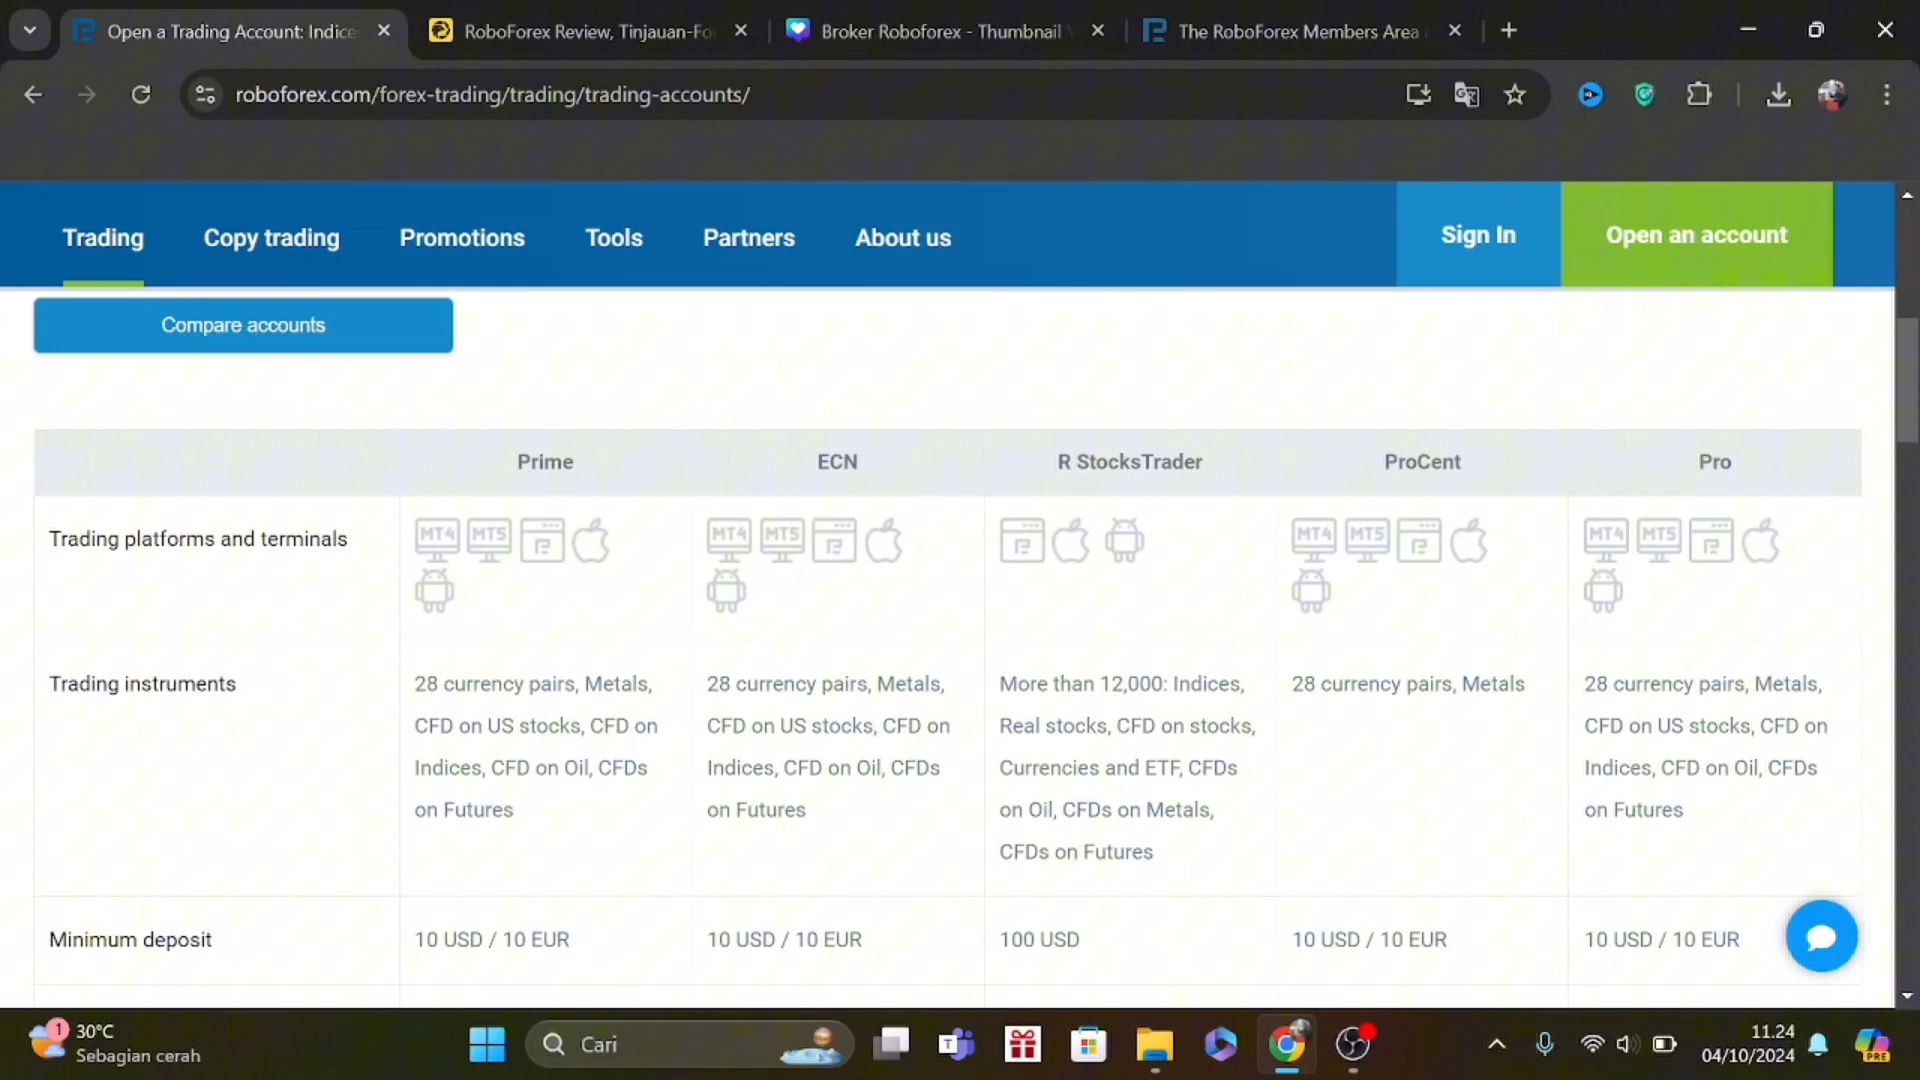 Open a Trading Account: Indice
RoboForex Review, Tinjauan-Fo
Broker Roboforex - Thumbnail
The RoboForex Members Area
roboforex.com/forex-trading/trading/trading-accounts/
Trading
Copy trading
Promotions
Tools
Partners
About us
Sign In
Open an account
Compare accounts
Prime
ECN
R StocksTrader
ProCent
Pro
Trading platforms and terminals
MT4 MT5
MT4 MT5
MT4 MT5
MT4 MT5
Trading instruments
28 currency pairs, Metals,
CFD on US stocks, CFD on
Indices, CFD on Oil, CFDs
on Futures
28 currency pairs, Metals,
CFD on US stocks, CFD on
Indices, CFD on Oil, CFDs
on Futures
More than 12,000: Indices,
Real stocks, CFD on stocks,
Currencies and ETF, CFDs
on Oil, CFDs on Metals,
CFDs on Futures
28 currency pairs, Metals
28 currency pairs, Metals,
CFD on US stocks, CFD on
Indices, CFD on Oil, CFDs
on Futures
Minimum deposit
10 USD / 10 EUR
10 USD / 10 EUR
100 USD
10 USD / 10 EUR
10 USD / 10 EUR
1
30°C
Sebagian cerah
Cari
T
11.24
04/10/2024
PRE